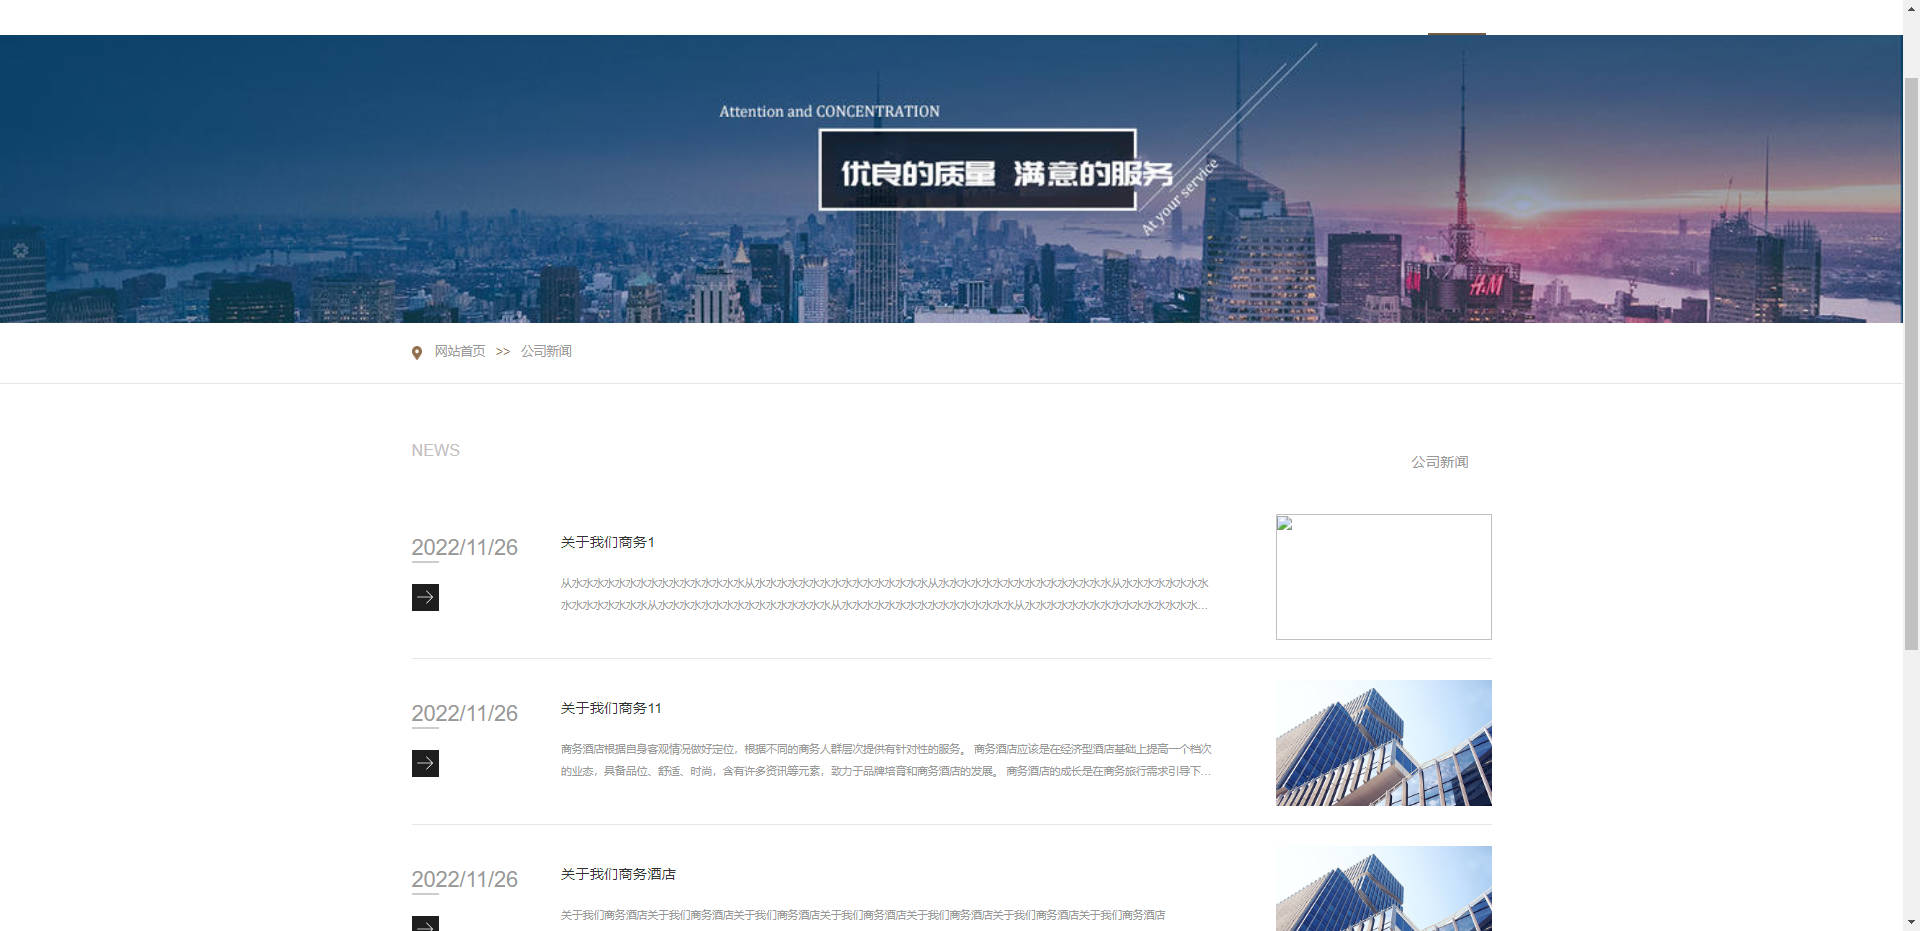 Attention and CONCENTRATION
优良的质量 满意的服务
At your service
H&M
网站首页 >> 公司新闻
NEWS
公司新闻
2022/11/26
关于我们商务1
从水水水水水水水水水水水水水水水水从水水水水水水水水水水水水水水水水从水水水水水水水水水水水水水水水水从水水水水水水水水
水水水水水水水水从水水水水水水水水水水水水水水水水从水水水水水水水水水水水水水水水水从水水水水水水水水水水水水水水水水...
2022/11/26
关于我们商务11
商务酒店根据自身客观情况做好定位，根据不同的商务人群层次提供有针对性的服务。 商务酒店应该是在经济型酒店基础上提高一个档次
的业态，具备品位、舒适、时尚，含有许多资讯等元素，致力于品牌培育和商务酒店的发展。 商务酒店的成长是在商务旅行需求引导下...
2022/11/26
关于我们商务酒店
关于我们商务酒店关于我们商务酒店关于我们商务酒店关于我们商务酒店关于我们商务酒店关于我们商务酒店关于我们商务酒店